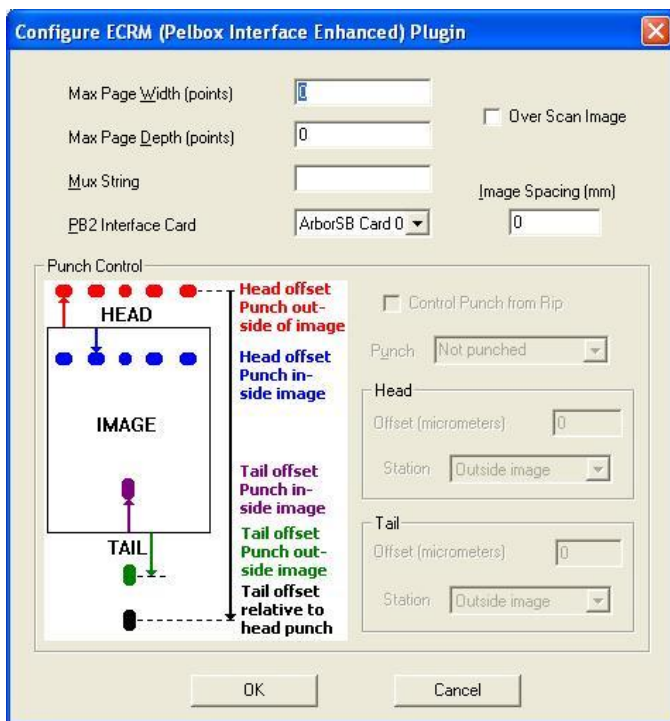 Configure ECRM (Pelbox Interface Enhanced) Plugin
Max Page Width (points)
0
Over Scan Image
Max Page Depth (points)
0
Mux String
Image Spacing (mm)
PB2 Interface Card
ArborSB Card 0
0
Punch Control
Head offset
Punch out-
side of image
HEAD
Head offset
Punch in-
side image
IMAGE
Tail offset
Punch in-
side image
TAIL
Tail offset
Punch out-
side image
Tail offset
relative to
head punch
Control Punch from Rip
Punch
Not punched
Head
Offset (micrometers)
0
Station
Outside image
Tail
Offset (micrometers)
0
Station
Outside image
OK
Cancel